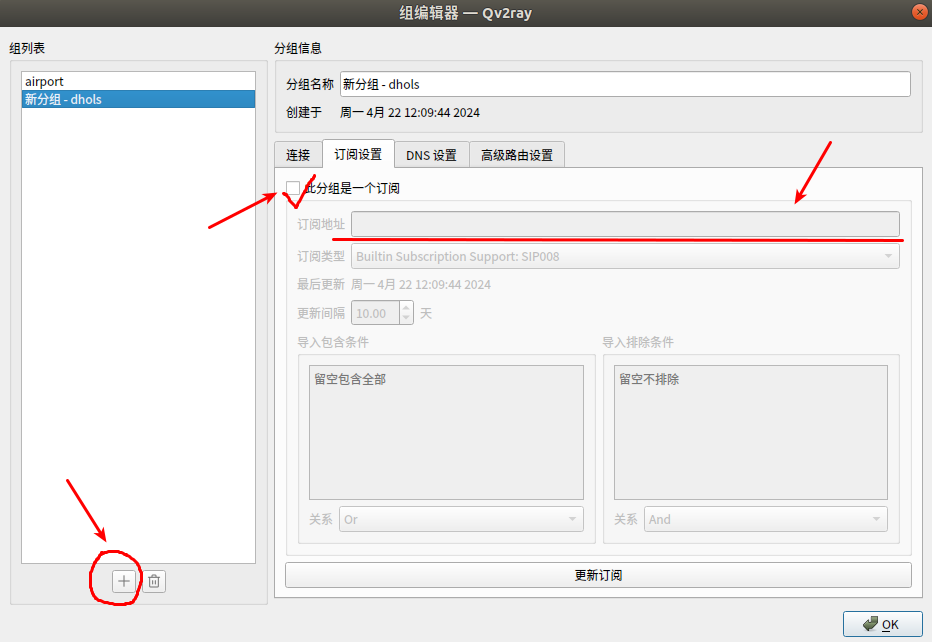 组编辑器 — Qv2ray
组列表
airport
新分组 - dhols
分组信息
分组名称 新分组 - dhols
创建于 周一 4月 22 12:09:44 2024
连接 订阅设置 DNS 设置 高级路由设置
此分组是一个订阅
订阅地址
订阅类型 Builtin Subscription Support: SIP008
最后更新 周一 4月 22 12:09:44 2024
更新间隔 10.00 天
导入包含条件
留空包含全部
关系 Or
导入排除条件
留空不排除
关系 And
更新订阅
OK